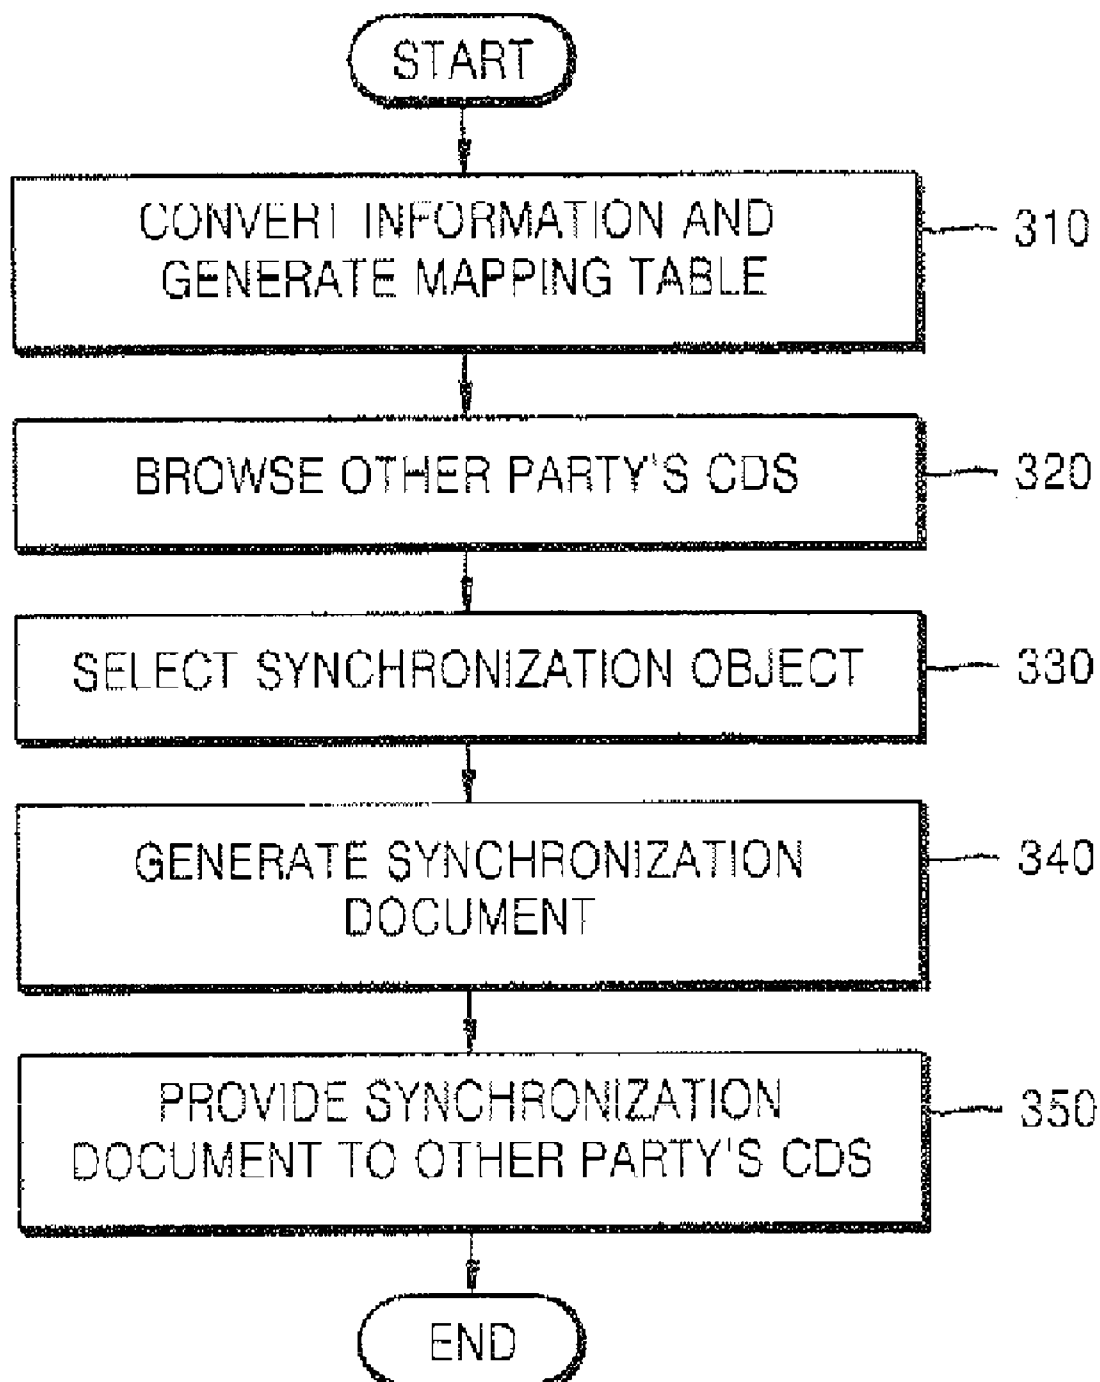 START
CONVERT INFORMATION AND
GENERATE MAPPING TABLE
310
BROWSE OTHER PARTY'S CDS
320
SELECT SYNCHRONIZATION OBJECT
330
GENERATE SYNCHRONIZATION
DOCUMENT
340
PROVIDE SYNCHRONIZATION
DOCUMENT TO OTHER PARTY'S CDS
350
END